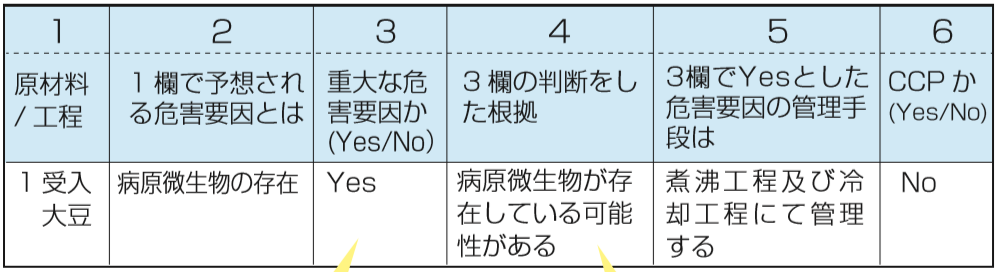 1
2
3
4
5
6
原材料
/工程
1欄で予想され
る危害要因とは
重大な危
害要因か
(Yes/No)
3欄の判断をし
た根拠
3欄でYesとした
危害要因の管理手
段は
CCPか
(Yes/No)
1 受入
大豆
病原微生物の存在
Yes
病原微生物が存
在している可能
性がある
煮沸工程及び冷
却工程にて管理
する
No